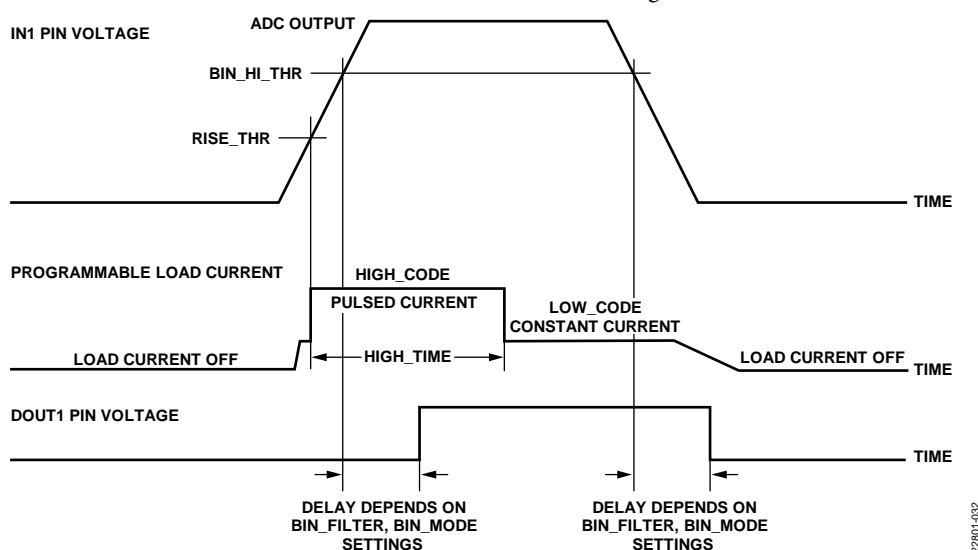 g
IN1 PIN VOLTAGE
ADC OUTPUT
BIN_HI_THR
RISE_THR
TIME
PROGRAMMABLE LOAD CURRENT
HIGH_CODE
PULSED CURRENT
LOW_CODE
CONSTANT CURRENT
LOAD CURRENT OFF
HIGH_TIME
LOAD CURRENT OFF
TIME
DOUT1 PIN VOLTAGE
TIME
DELAY DEPENDS ON
BIN_FILTER, BIN_MODE
SETTINGS
DELAY DEPENDS ON
BIN_FILTER, BIN_MODE
SETTINGS
22801-032